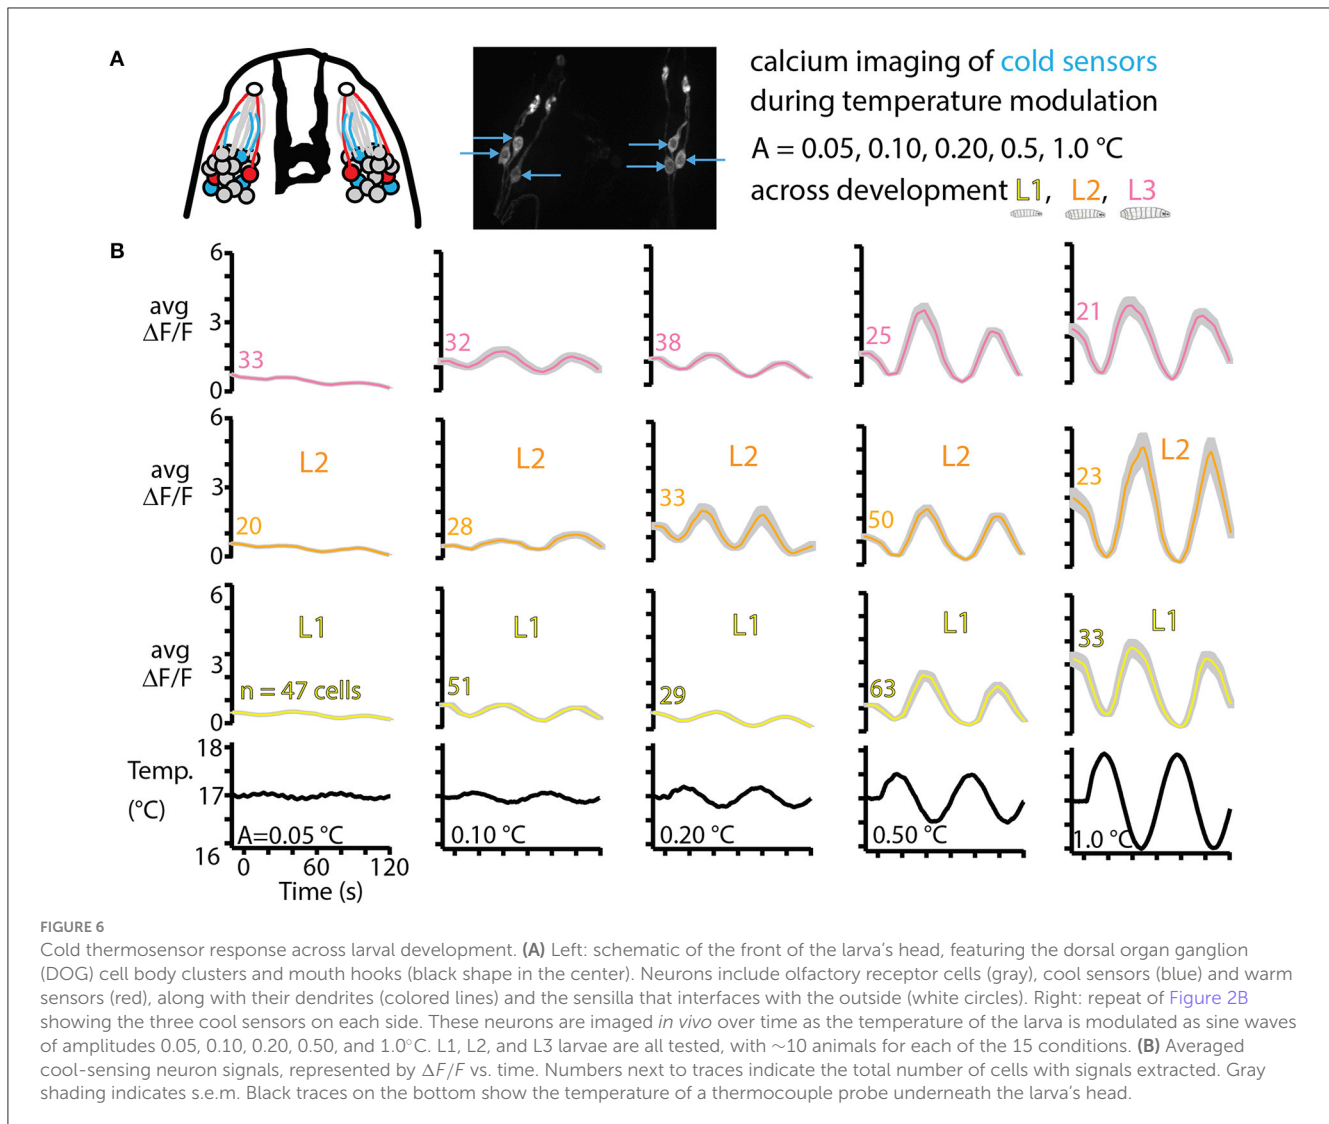 A
calcium imaging of cold sensors
during temperature modulation
A = 0.05, 0.10, 0.20, 0.5, 1.0 °C
across development L1, L2, L3
B
6
avg
ΔF/F
3
0
33
32
38
25
21
6
avg
ΔF/F
3
0
L2
L2
L2
L2
L2
20
28
33
50
23
6
avg
ΔF/F
3
0
L1
L1
L1
L1
L1
n = 47 cells
51
29
63
33
18
Temp.
17
(°C)
16
A=0.05 °C
0.10 °C
0.20 °C
0.50 °C
1.0 °C
0 60 120
Time (s)
FIGURE 6
Cold thermosensor response across larval development. (A) Left: schematic of the front of the larva's head, featuring the dorsal organ ganglion
(DOG) cell body clusters and mouth hooks (black shape in the center). Neurons include olfactory receptor cells (gray), cool sensors (blue) and warm
sensors (red), along with their dendrites (colored lines) and the sensilla that interfaces with the outside (white circles). Right: repeat of Figure 2B
showing the three cool sensors on each side. These neurons are imaged in vivo over time as the temperature of the larva is modulated as sine waves
of amplitudes 0.05, 0.10, 0.20, 0.50, and 1.0°C. L1, L2, and L3 larvae are all tested, with ~10 animals for each of the 15 conditions. (B) Averaged
cool-sensing neuron signals, represented by ΔF/F vs. time. Numbers next to traces indicate the total number of cells with signals extracted. Gray
shading indicates s.e.m. Black traces on the bottom show the temperature of a thermocouple probe underneath the larva's head.